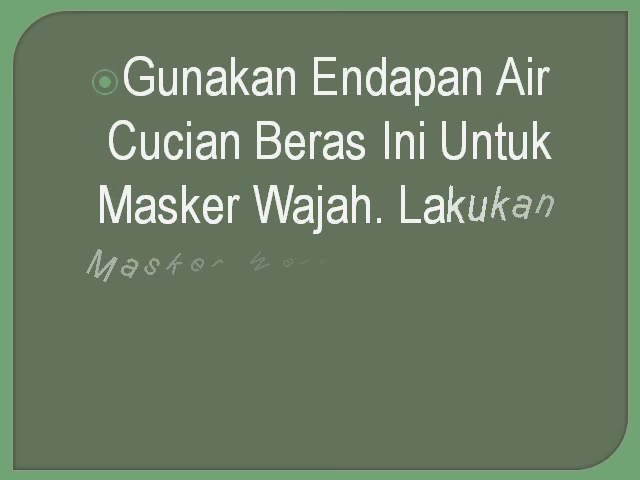 Gunakan Endapan Air
Cucian Beras Ini Untuk
Masker Wajah. Lakukan
Masker